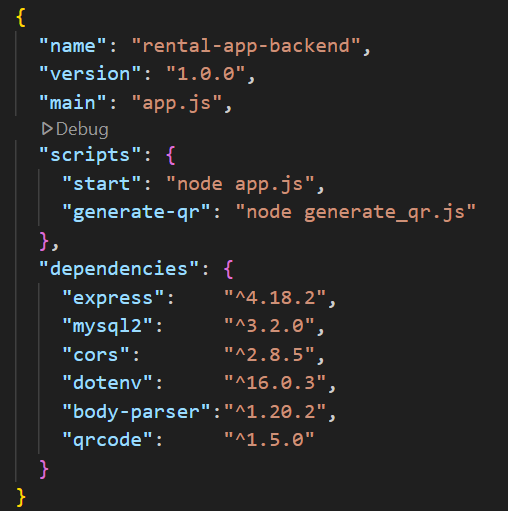 {
  "name": "rental-app-backend",
  "version": "1.0.0",
  "main": "app.js",
  Debug
  "scripts": {
    "start": "node app.js",
    "generate-qr": "node generate_qr.js"
  },
  "dependencies": {
    "express":    "^4.18.2",
    "mysql2":     "^3.2.0",
    "cors":       "^2.8.5",
    "dotenv":     "^16.0.3",
    "body-parser":"^1.20.2",
    "qrcode":     "^1.5.0"
  }
}